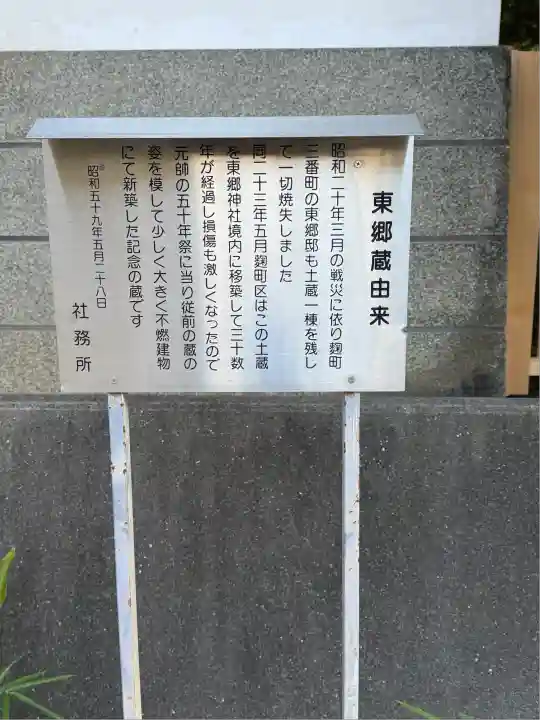 東郷蔵由来
昭和二十年三月の戦災に依り麹町
三番町の東郷邸も土蔵一棟を残し
て一切焼失しました
同二十三年五月麹町区はこの土蔵
を東郷神社境内に移築して三十数
年が経過し損傷も激しくなったので
元帥の五十年祭に当り従前の蔵の
姿を模して少しく大きく不燃建物
にて新築した記念の蔵です
昭和五十九年五月二十八日
社務所